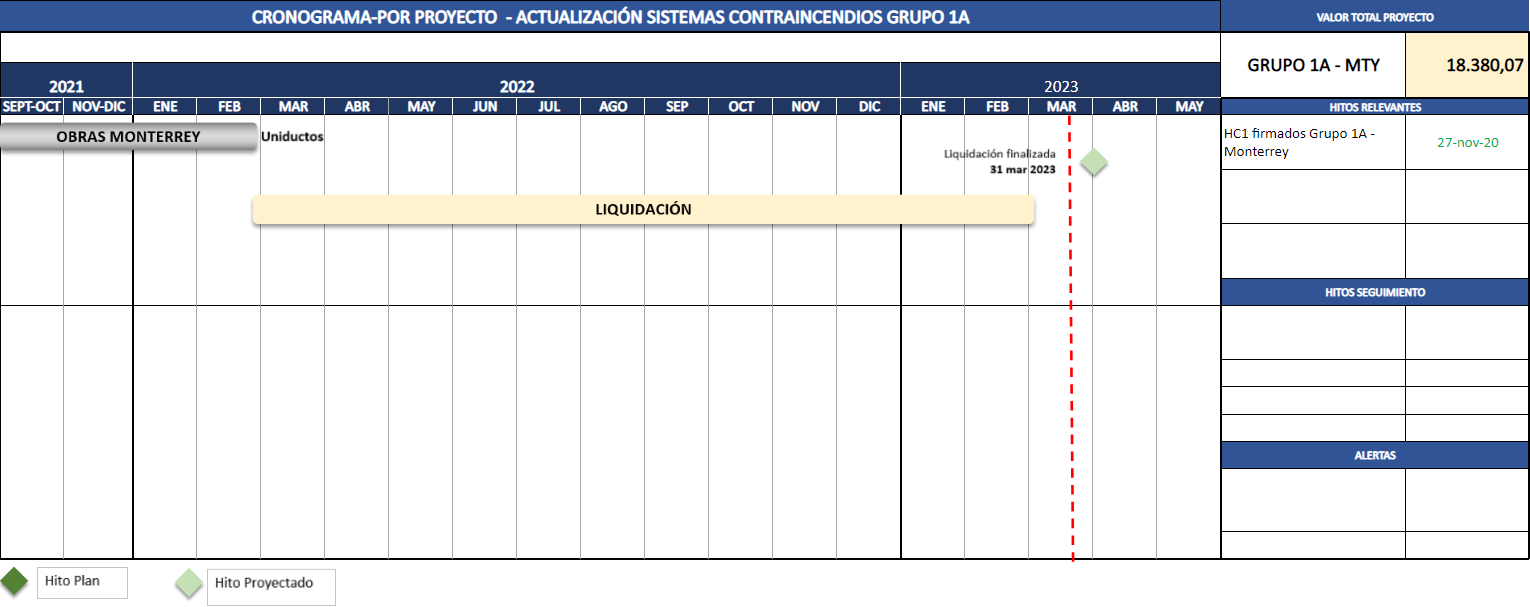 CRONOGRAMA-POR PROYECTO - ACTUALIZACIÓN SISTEMAS CONTRAINCENDIOS GRUPO 1A
VALOR TOTAL PROYECTO
GRUPO 1A - MTY 18.380,07
2021 2022 2023
SEPT-OCT NOV-DIC ENE FEB MAR ABR MAY JUN JUL AGO SEP OCT NOV DIC ENE FEB MAR ABR MAY
HITOS RELEVANTES
OBRAS MONTERREY Uniductos
HC1 firmados Grupo 1A -
Monterrey
27-nov-20
Liquidación finalizada
31 mar 2023
LIQUIDACIÓN
HITOS SEGUIMIENTO
ALERTAS
Hito Plan Hito Proyectado